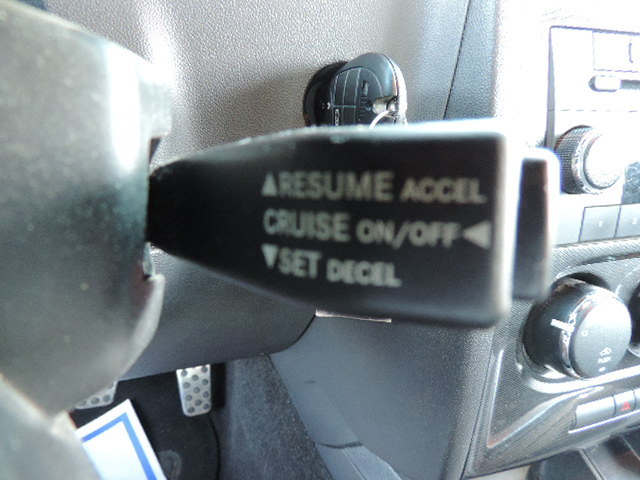 ▲RESUME ACCEL
CRUISE ON/OFF◀
▼SET DECEL